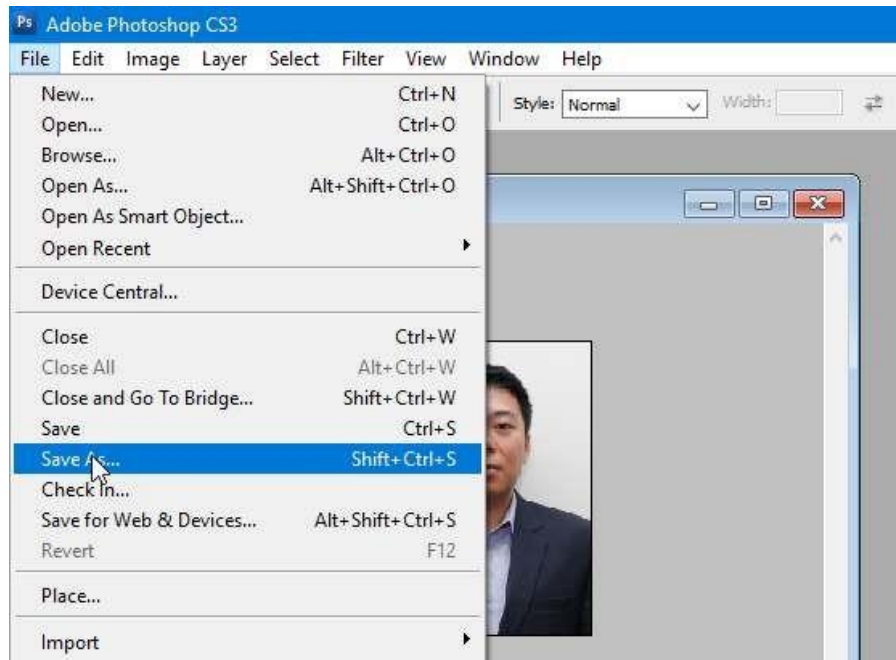 Ps Adobe Photoshop CS3
File Edit Image Layer Select Filter View Window Help
Style: Normal Width:
New... Ctrl+N
Open... Ctrl+O
Browse... Alt+Ctrl+O
Open As... Alt+Shift+Ctrl+O
Open As Smart Object...
Open Recent
Device Central...
Close Ctrl+W
Close All Alt+Ctrl+W
Close and Go To Bridge... Shift+Ctrl+W
Save Ctrl+S
Save As... Shift+Ctrl+S
Check In...
Save for Web & Devices... Alt+Shift+Ctrl+S
Revert F12
Place...
Import